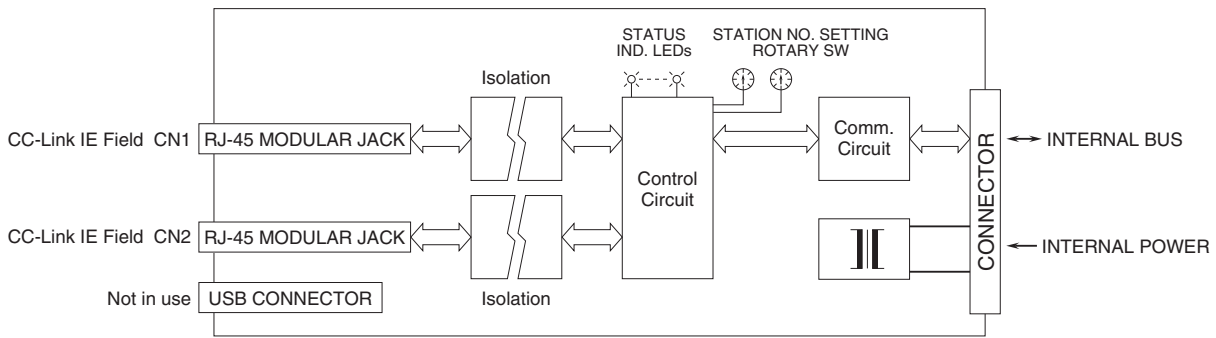 STATUS
IND. LEDs
STATION NO. SETTING
ROTARY SW
Isolation
CC-Link IE Field CN1
RJ-45 MODULAR JACK
Comm.
Circuit
INTERNAL BUS
Control
Circuit
CONNECTOR
CC-Link IE Field CN2
RJ-45 MODULAR JACK
INTERNAL POWER
Not in use
USB CONNECTOR
Isolation